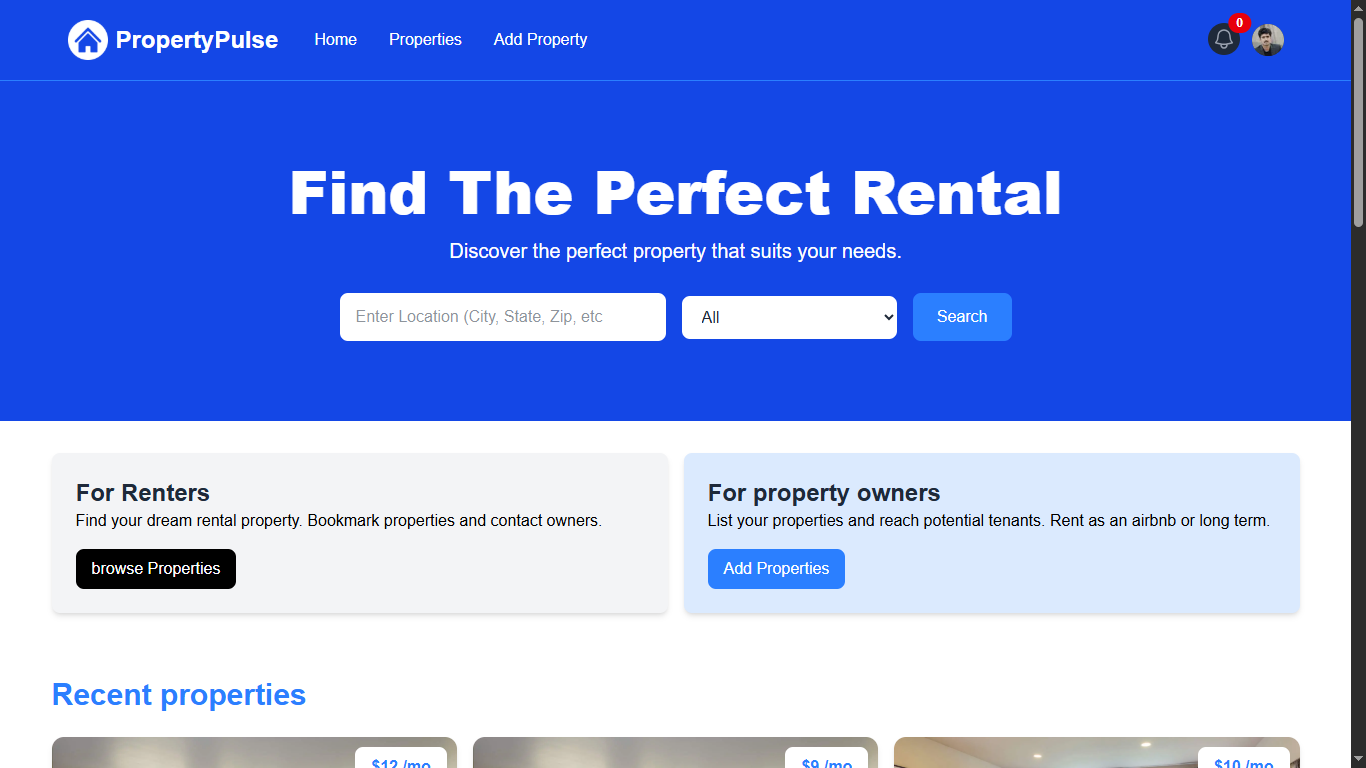 PropertyPulse
Home
Properties
Add Property
0
Find The Perfect Rental
Discover the perfect property that suits your needs.
Enter Location (City, State, Zip, etc
All
Search
For Renters
Find your dream rental property. Bookmark properties and contact owners.
browse Properties
For property owners
List your properties and reach potential tenants. Rent as an airbnb or long term.
Add Properties
Recent properties
$12 /mo
$9 /mo
$10 /mo